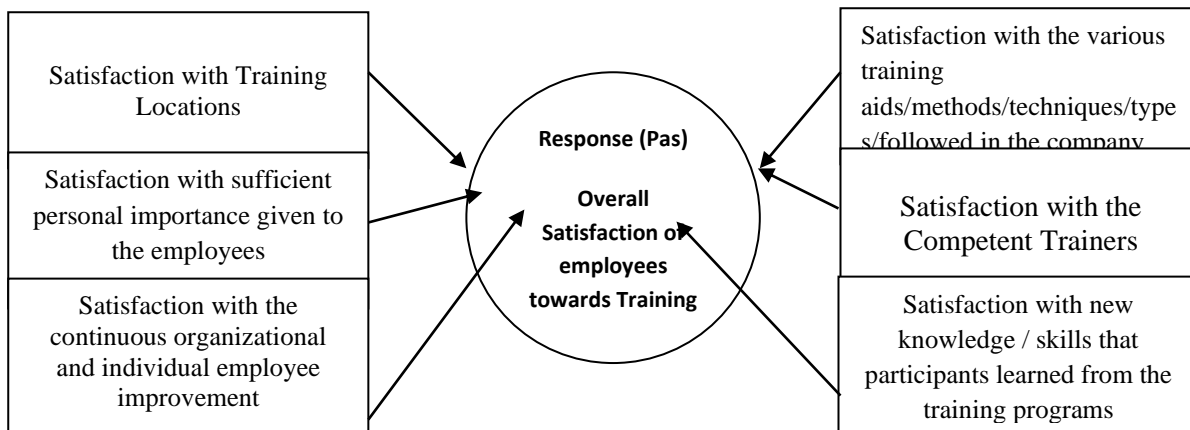 Satisfaction with Training
Locations
Satisfaction with sufficient
personal importance given to
the employees
Satisfaction with the
continuous organizational
and individual employee
improvement
Response (Pas)
Overall
Satisfaction of
employees
towards Training
Satisfaction with the various
training
aids/methods/techniques/type
s/followed in the company
Satisfaction with the
Competent Trainers
Satisfaction with new
knowledge / skills that
participants learned from the
training programs